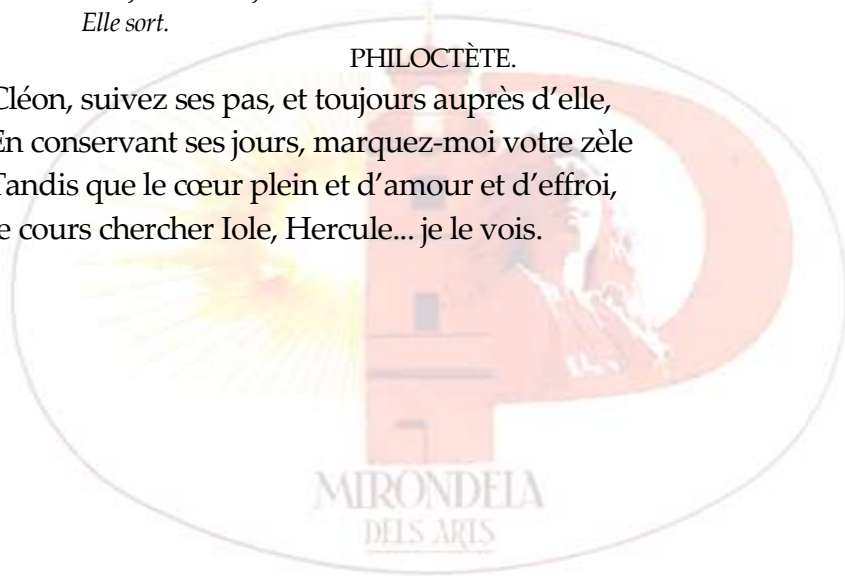 Elle sort.
PHILOCTÈTE.
Cléon, suivez ses pas, et toujours auprès d’elle,
En conservant ses jours, marquez-moi votre zèle
Tandis que le cœur plein et d’amour et d’effroi,
e cours chercher Iole, Hercule... je le vois.
MIRONDELA
DELS ARTS